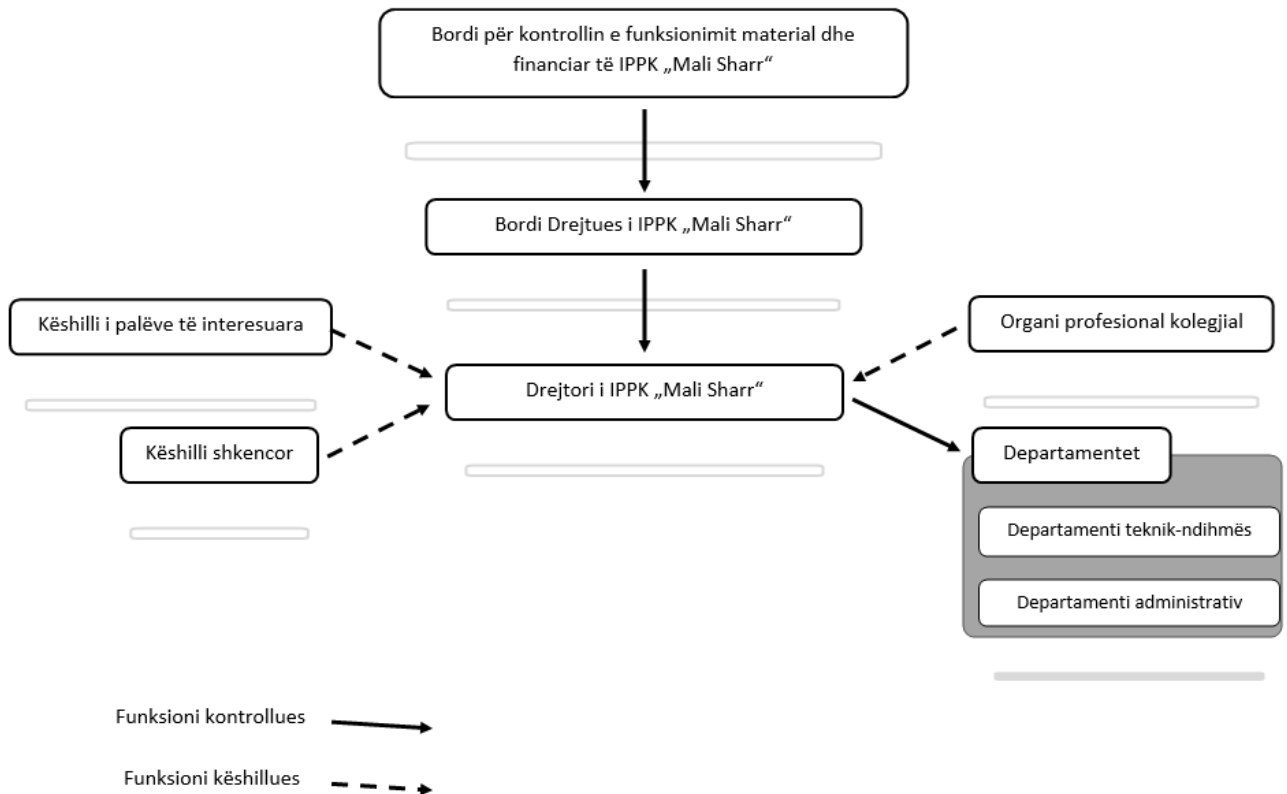 Bordi për kontrollin e funksionimit material dhe
financiar të IPPK „Mali Sharr“
Bordi Drejtues i IPPK „Mali Sharr“
Këshilli i palëve të interesuara
Organi profesional kolegjial
Drejtori i IPPK „Mali Sharr“
Këshilli shkencor
Departamentet
Departamenti teknik-ndihmës
Departamenti administrativ
Funksioni kontrollues
Funksioni këshillues